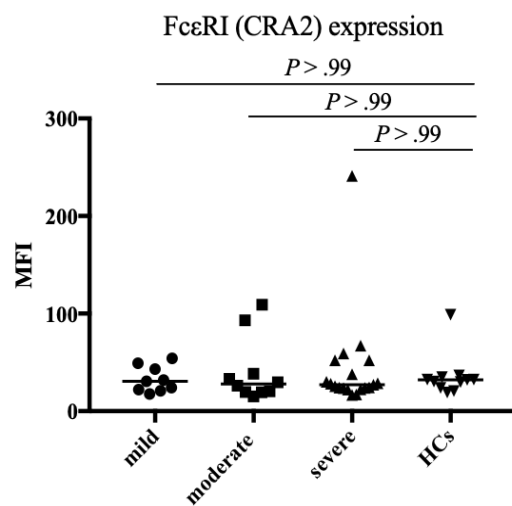 FcεRI (CRA2) expression
P > .99
P > .99
P > .99
300
200
100
0
MFI
mild
moderate
severe
HCs